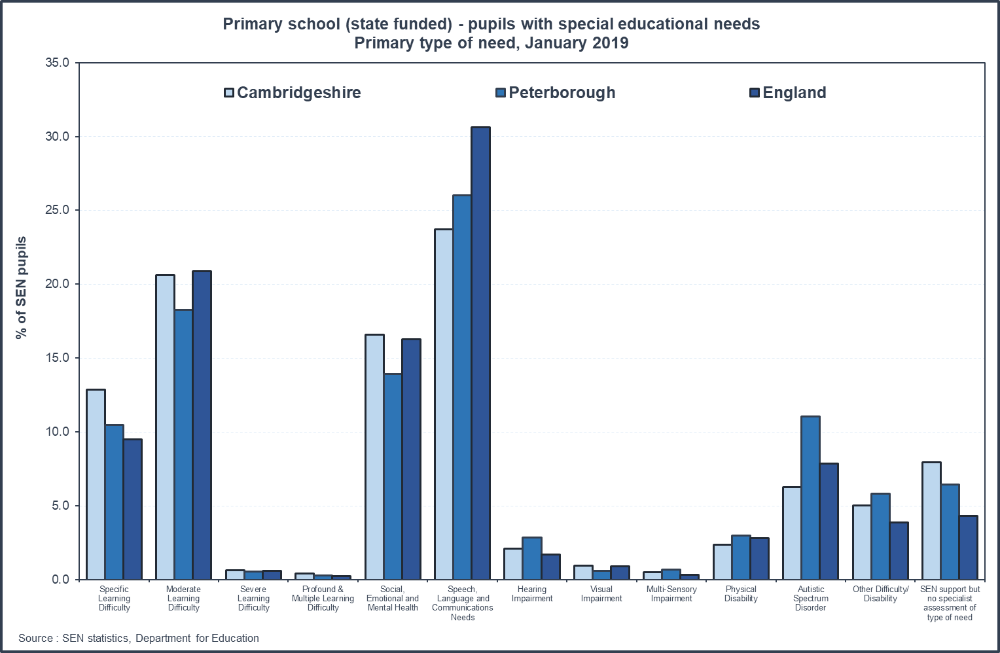 Primary school (state funded) - pupils with special educational needs
Primary type of need, January 2019
35.0
30.0
25.0
20.0
15.0
10.0
5.0
0.0
% of SEN pupils
Cambridgeshire
Peterborough
England
Specific
Learning
Difficulty
Moderate
Learning
Difficulty
Severe
Learning
Difficulty
Profound &
Multiple Learning
Difficulty
Social,
Emotional and
Mental Health
Speech,
Language and
Communications
Needs
Hearing
Impairment
Visual
Impairment
Multi-Sensory
Impairment
Physical
Disability
Autistic
Spectrum
Disorder
Other Difficulty/
Disability
SEN support but
no specialist
assessment of
type of need
Source : SEN statistics, Department for Education